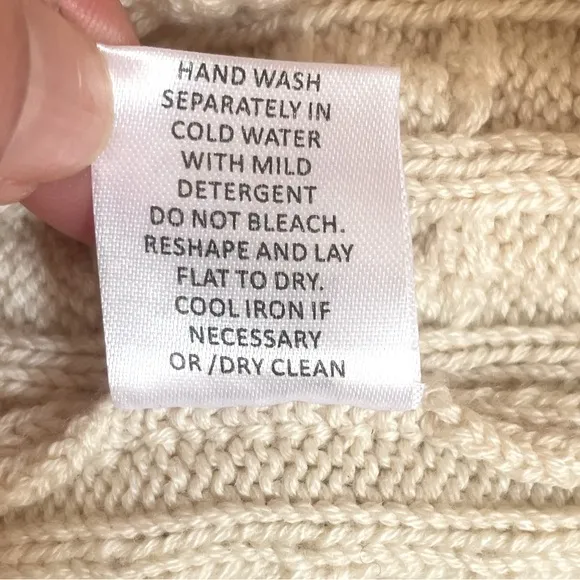 HAND WASH
SEPARATELY IN
COLD WATER
WITH MILD
DETERGENT
DO NOT BLEACH.
RESHAPE AND LAY
FLAT TO DRY.
COOL IRON IF
NECESSARY
OR /DRY CLEAN